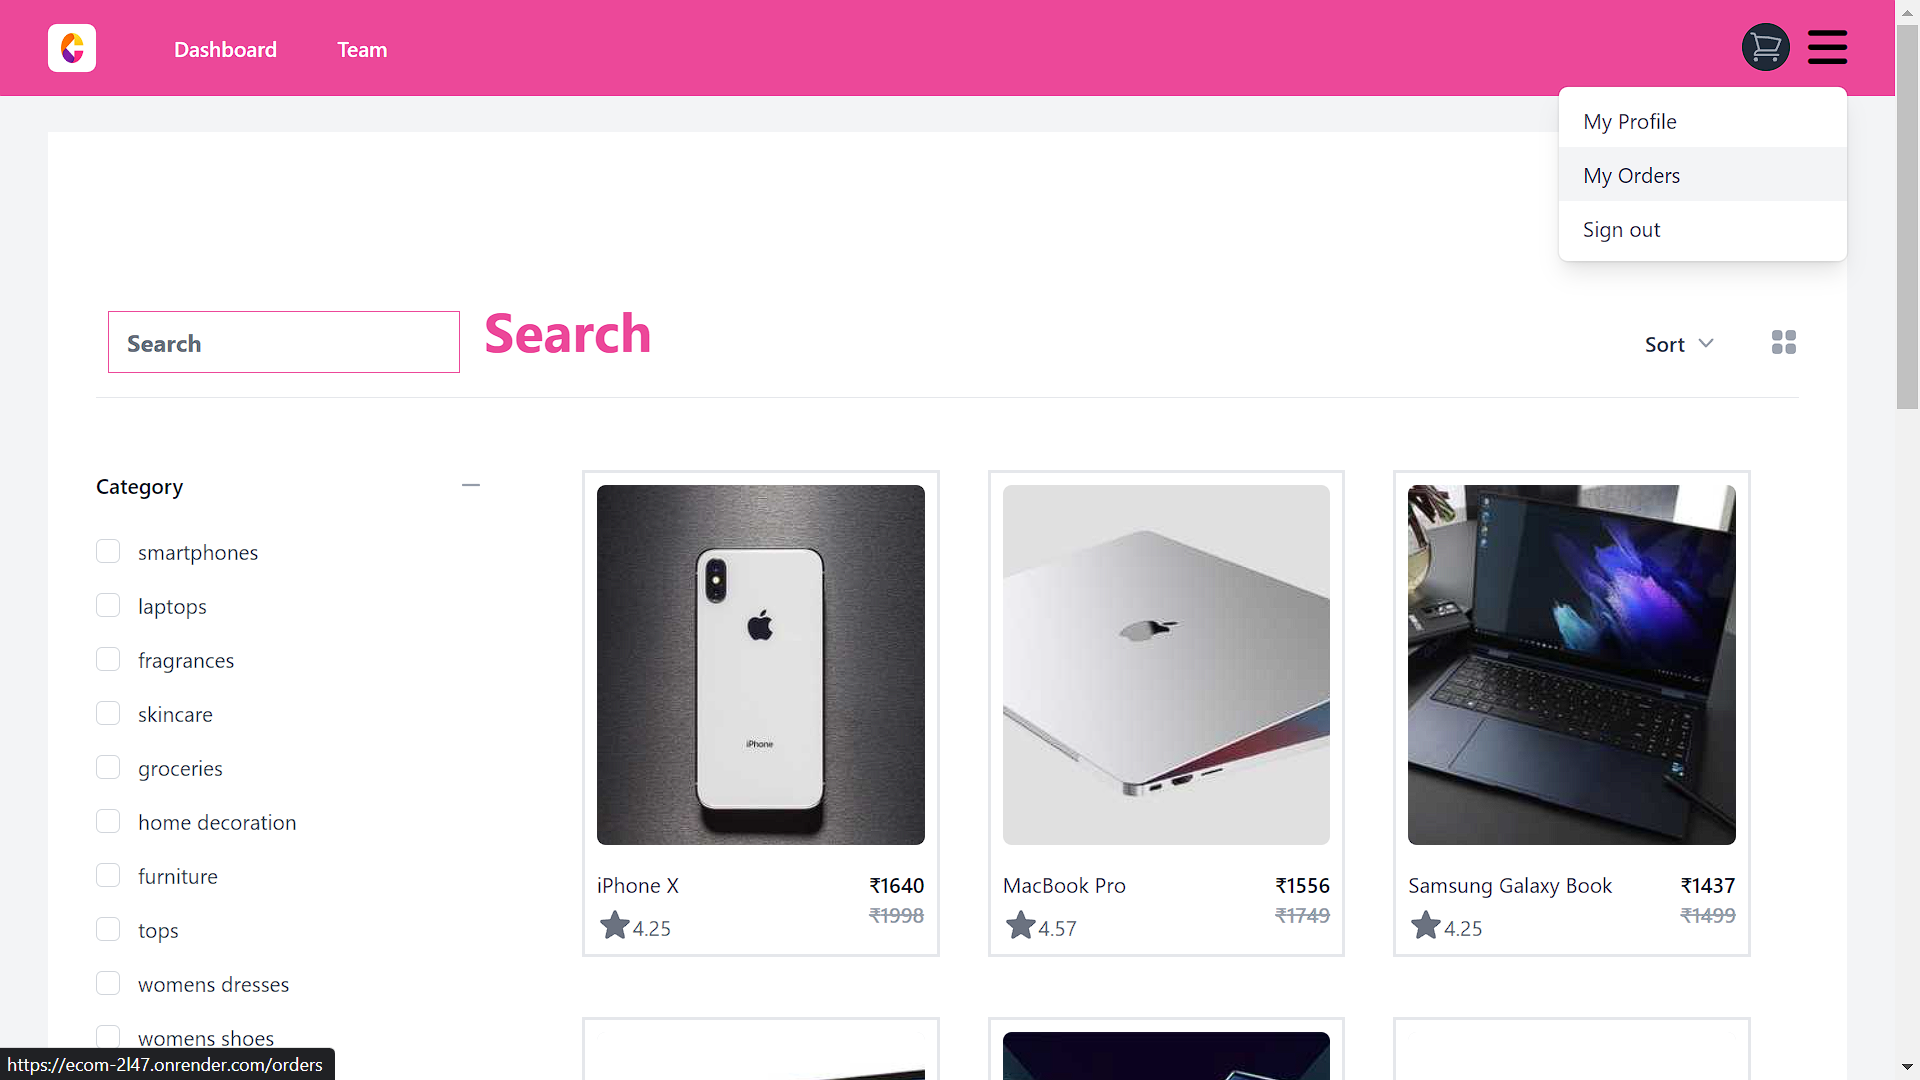 Dashboard
Team
My Profile
My Orders
Sign out
Search
Search
Sort
Category
smartphones
laptops
fragrances
skincare
groceries
home decoration
furniture
tops
womens dresses
womens shoes
iPhone
iPhone X
₹1640
4.25
₹1998
MacBook Pro
₹1556
4.57
₹1749
Samsung Galaxy Book
₹1437
4.25
₹1499
https://ecom-2l47.onrender.com/orders